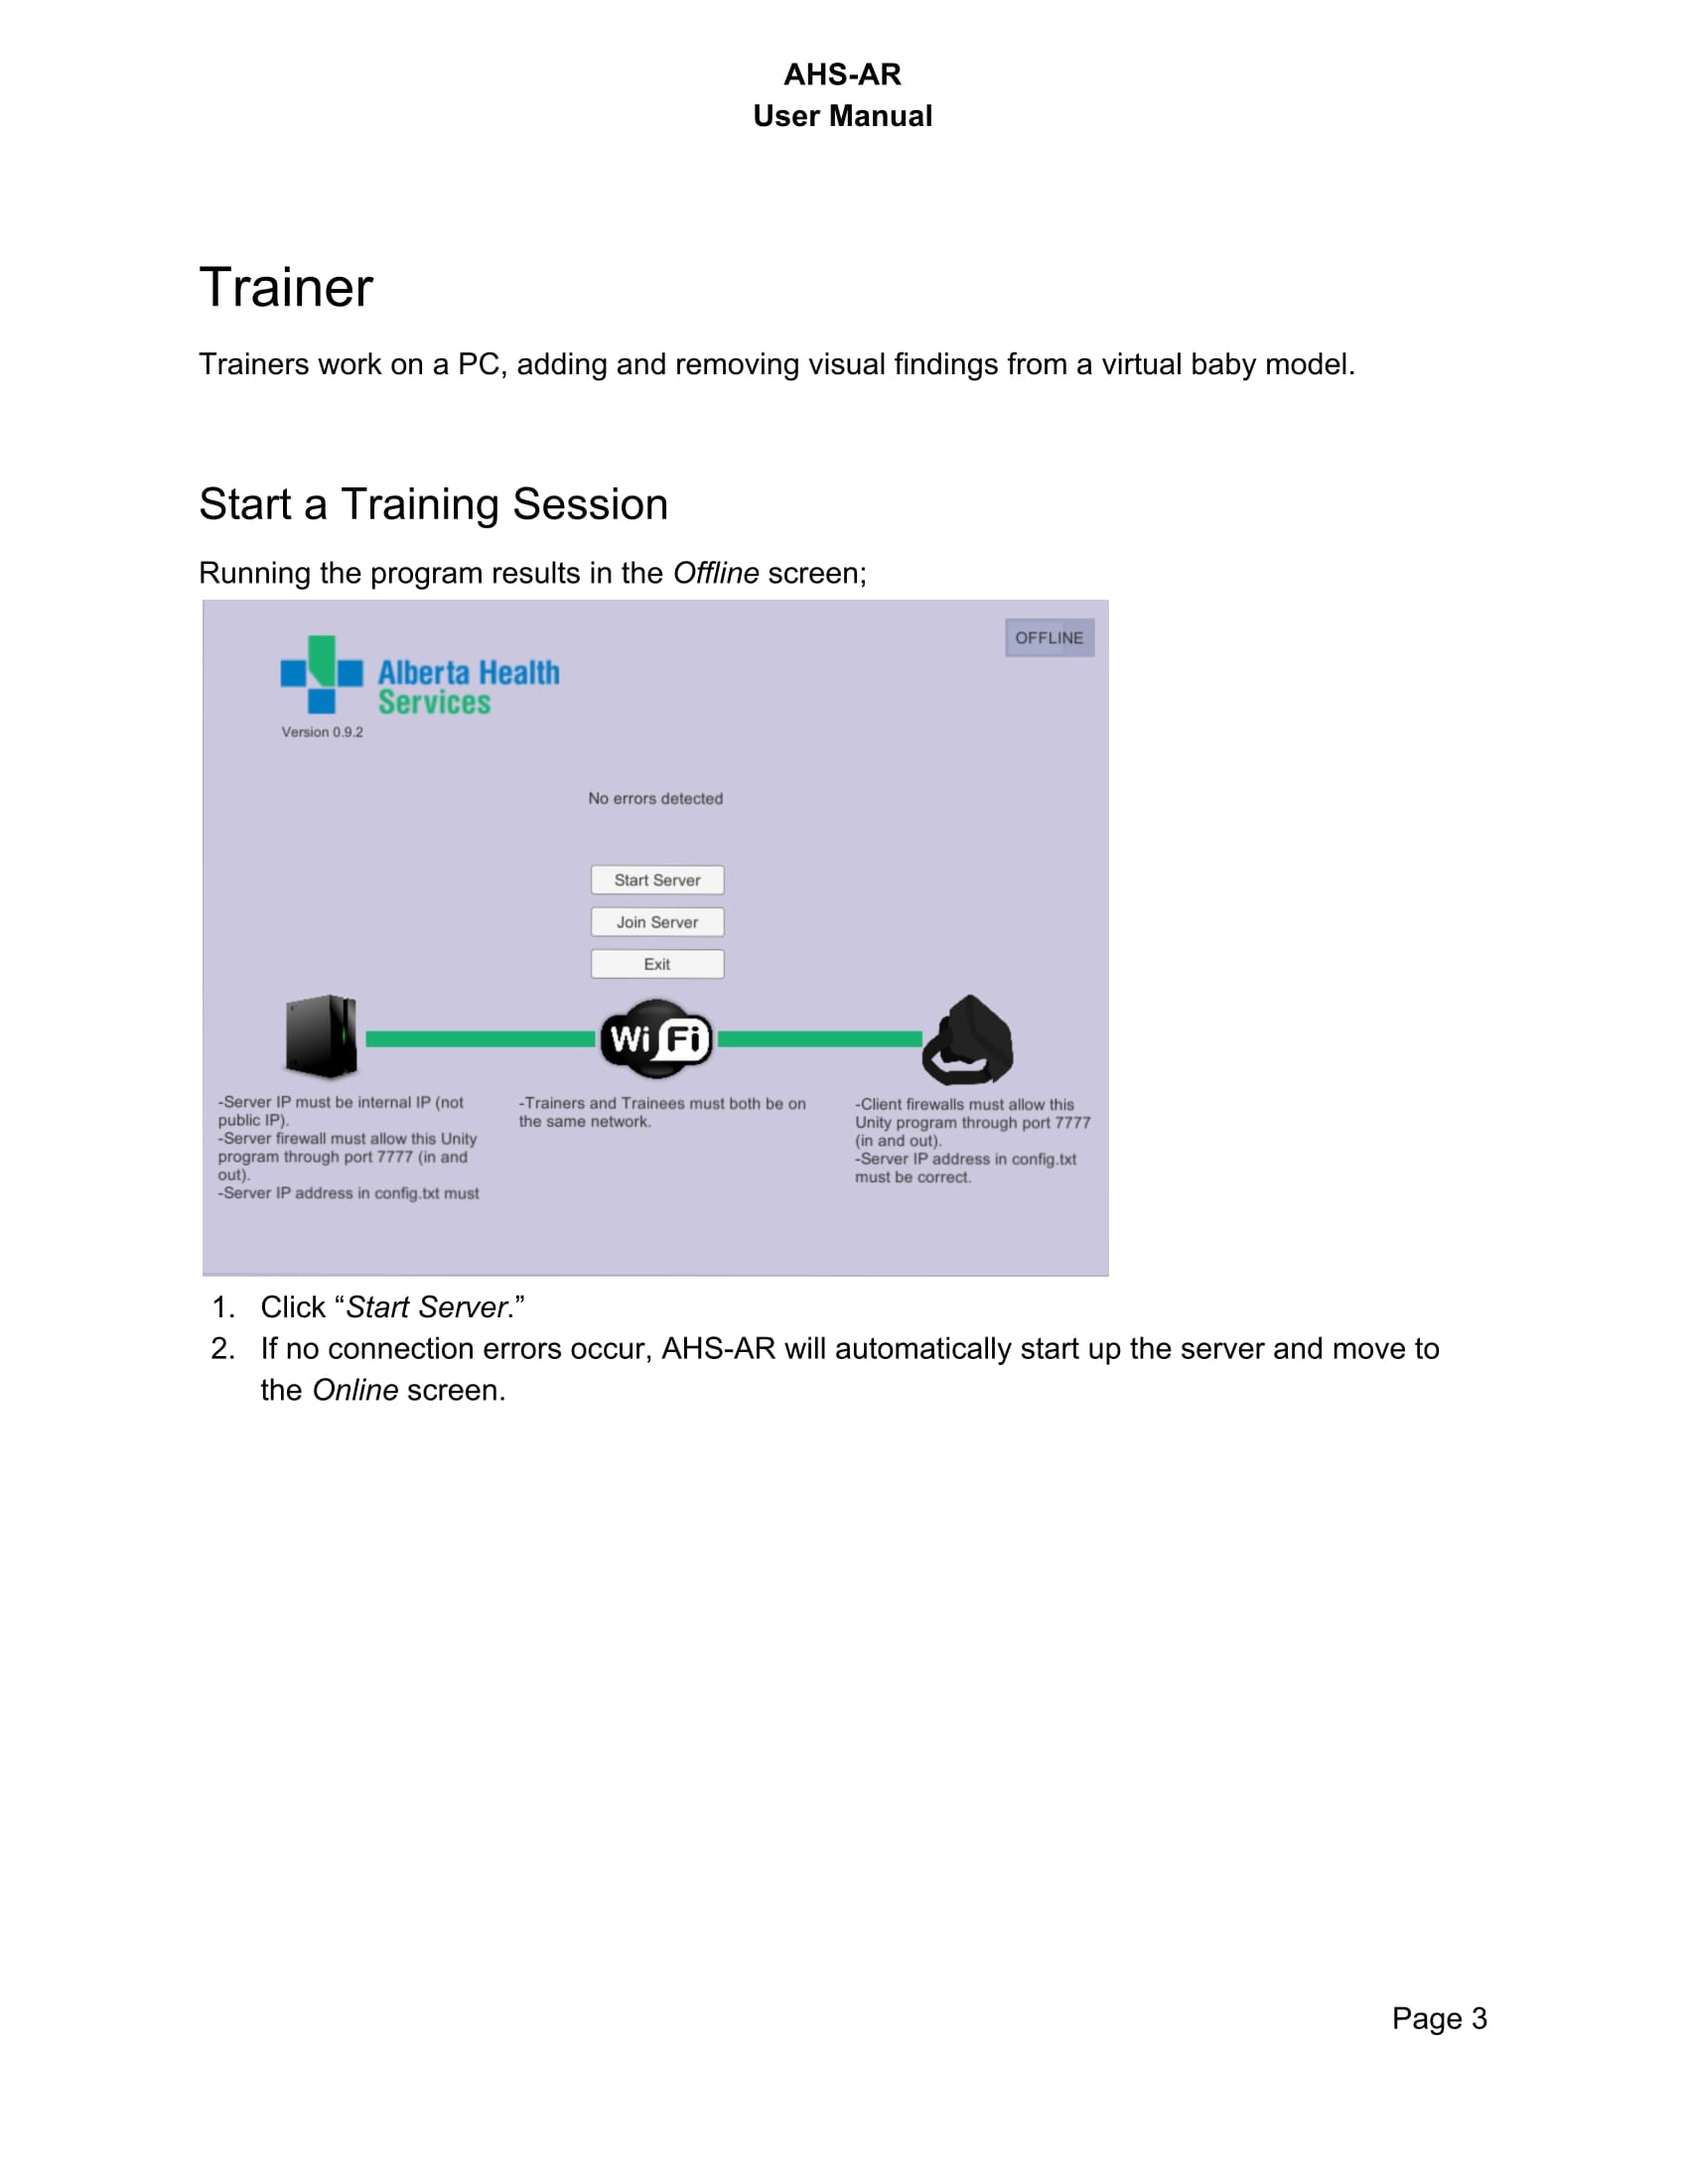 AHS-AR
User Manual
Trainer
Trainers work on a PC, adding and removing visual findings from a virtual baby model.
Start a Training Session
Running the program results in the Offline screen;
OFFLINE
Alberta Health
Services
Version 0.9.2
No errors detected
Start Server
Join Server
Exit
Wi Fi
-Server IP must be internal IP (not
public IP).
-Server firewall must allow this Unity
program through port 7777 (in and
out).
-Server IP address in config.txt must
-Trainers and Trainees must both be on
the same network.
-Client firewalls must allow this
Unity program through port 7777
(in and out).
-Server IP address in config.txt
must be correct.
1. Click “Start Server.”
2. If no connection errors occur, AHS-AR will automatically start up the server and move to
the Online screen.
Page 3